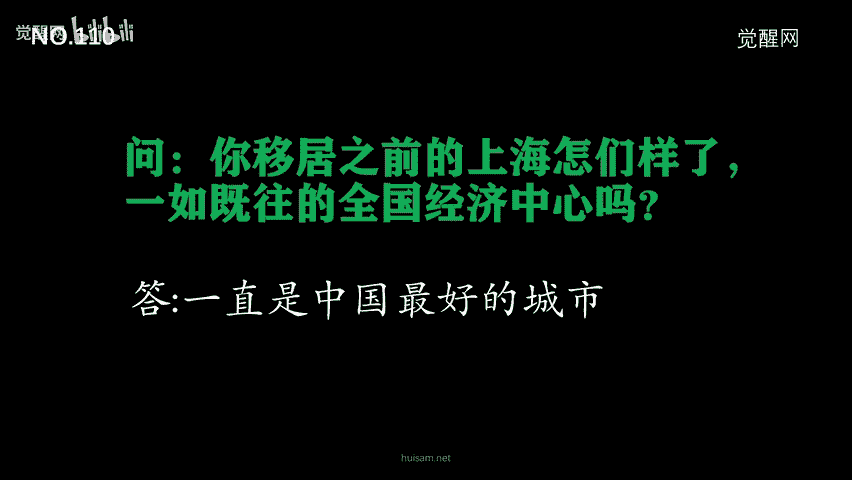 觉醒网 bilibili
NO.110
觉醒网
问：你移居之前的上海怎们样了，
一如既往的全国经济中心吗？
答:一直是中国最好的城市
huisam.net